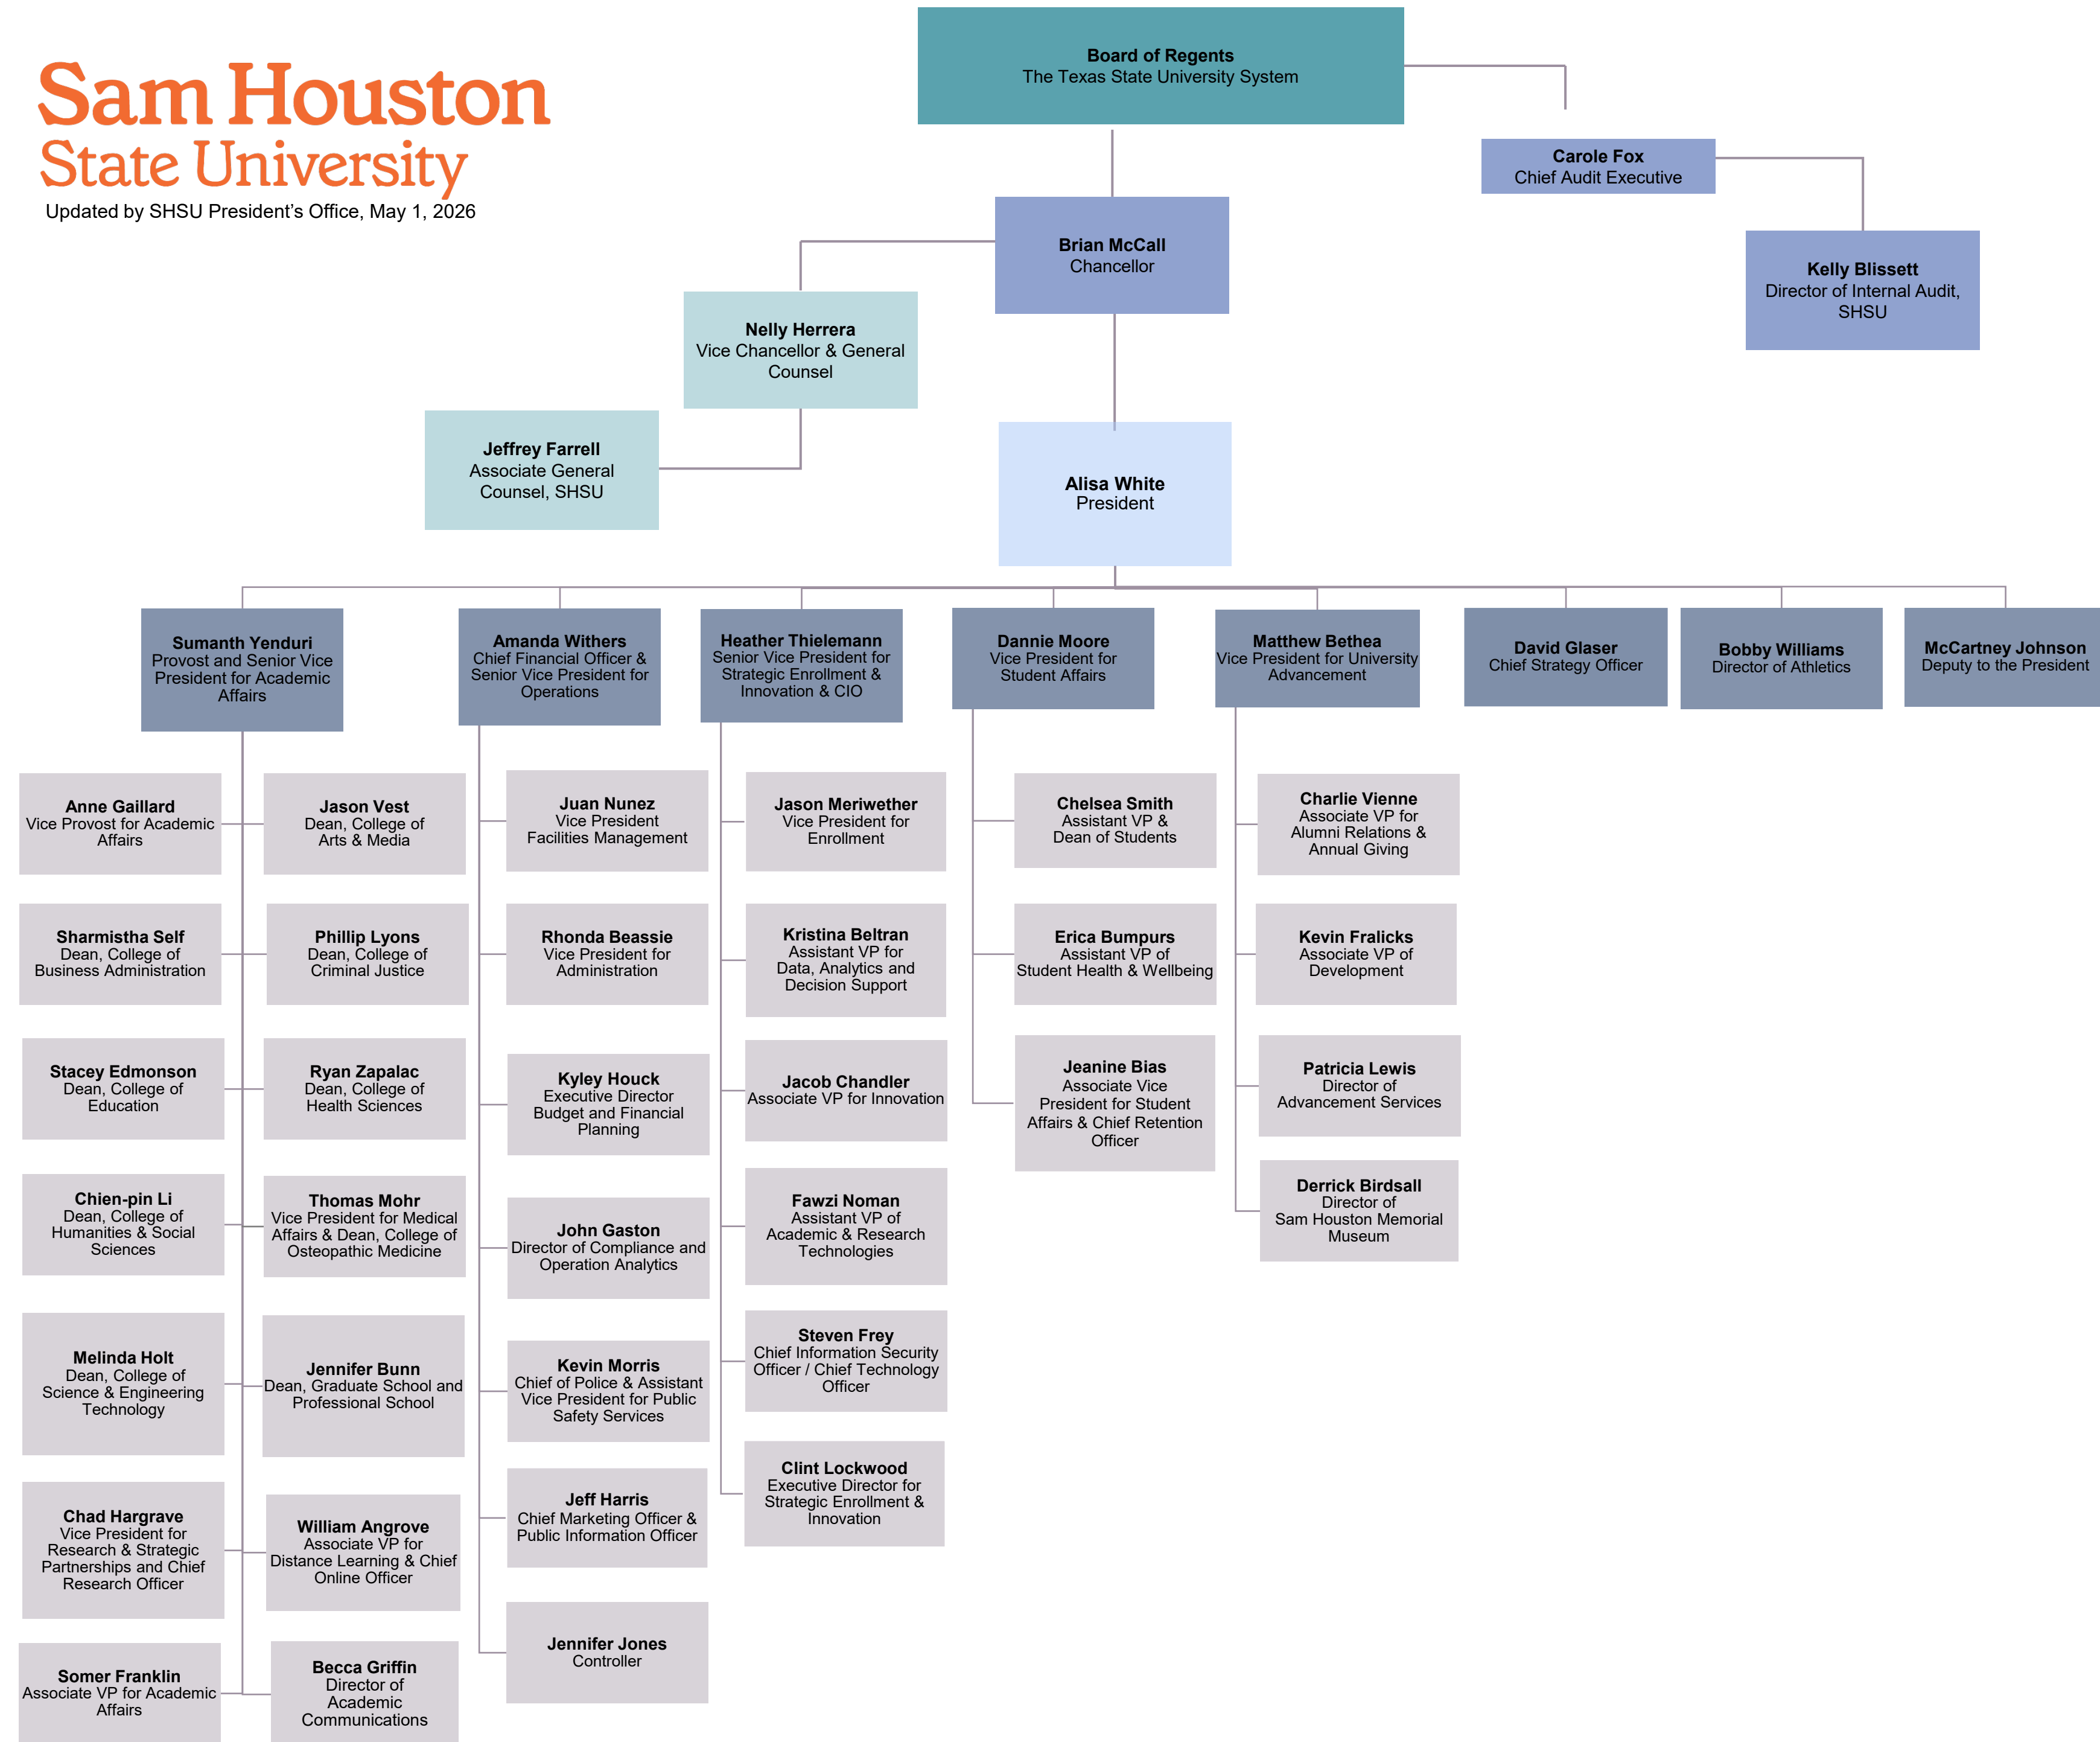 Sam Houston
State University
Updated by SHSU President’s Office, May 1, 2026
Board of Regents
The Texas State University System
Carole Fox
Chief Audit Executive
Kelly Blissett
Director of Internal Audit,
SHSU
Brian McCall
Chancellor
Nelly Herrera
Vice Chancellor & General
Counsel
Jeffrey Farrell
Associate General
Counsel, SHSU
Alisa White
President
Sumanth Yenduri
Provost and Senior Vice
President for Academic
Affairs
Amanda Withers
Chief Financial Officer &
Senior Vice President for
Operations
Heather Thielemann
Senior Vice President for
Strategic Enrollment &
Innovation & CIO
Dannie Moore
Vice President for
Student Affairs
Matthew Bethea
Vice President for University
Advancement
David Glaser
Chief Strategy Officer
Bobby Williams
Director of Athletics
McCartney Johnson
Deputy to the President
Anne Gaillard
Vice Provost for Academic
Affairs
Jason Vest
Dean, College of
Arts & Media
Sharmistha Self
Dean, College of
Business Administration
Phillip Lyons
Dean, College of
Criminal Justice
Stacey Edmonson
Dean, College of
Education
Ryan Zapalac
Dean, College of
Health Sciences
Chien-pin Li
Dean, College of
Humanities & Social
Sciences
Thomas Mohr
Vice President for Medical
Affairs & Dean, College of
Osteopathic Medicine
Melinda Holt
Dean, College of
Science & Engineering
Technology
Jennifer Bunn
Dean, Graduate School and
Professional School
Chad Hargrave
Vice President for
Research & Strategic
Partnerships and Chief
Research Officer
William Angrove
Associate VP for
Distance Learning & Chief
Online Officer
Somer Franklin
Associate VP for Academic
Affairs
Becca Griffin
Director of
Academic
Communications
Juan Nunez
Vice President
Facilities Management
Rhonda Beassie
Vice President for
Administration
Kyley Houck
Executive Director
Budget and Financial
Planning
John Gaston
Director of Compliance and
Operation Analytics
Kevin Morris
Chief of Police & Assistant
Vice President for Public
Safety Services
Jeff Harris
Chief Marketing Officer &
Public Information Officer
Jennifer Jones
Controller
Jason Meriwether
Vice President for
Enrollment
Kristina Beltran
Assistant VP for
Data, Analytics and
Decision Support
Jacob Chandler
Associate VP for Innovation
Fawzi Noman
Assistant VP of
Academic & Research
Technologies
Steven Frey
Chief Information Security
Officer / Chief Technology
Officer
Clint Lockwood
Executive Director for
Strategic Enrollment &
Innovation
Chelsea Smith
Assistant VP &
Dean of Students
Erica Bumpurs
Assistant VP of
Student Health & Wellbeing
Jeanine Bias
Associate Vice
President for Student
Affairs & Chief Retention
Officer
Charlie Vienne
Associate VP for
Alumni Relations &
Annual Giving
Kevin Fralicks
Associate VP of
Development
Patricia Lewis
Director of
Advancement Services
Derrick Birdsall
Director of
Sam Houston Memorial
Museum